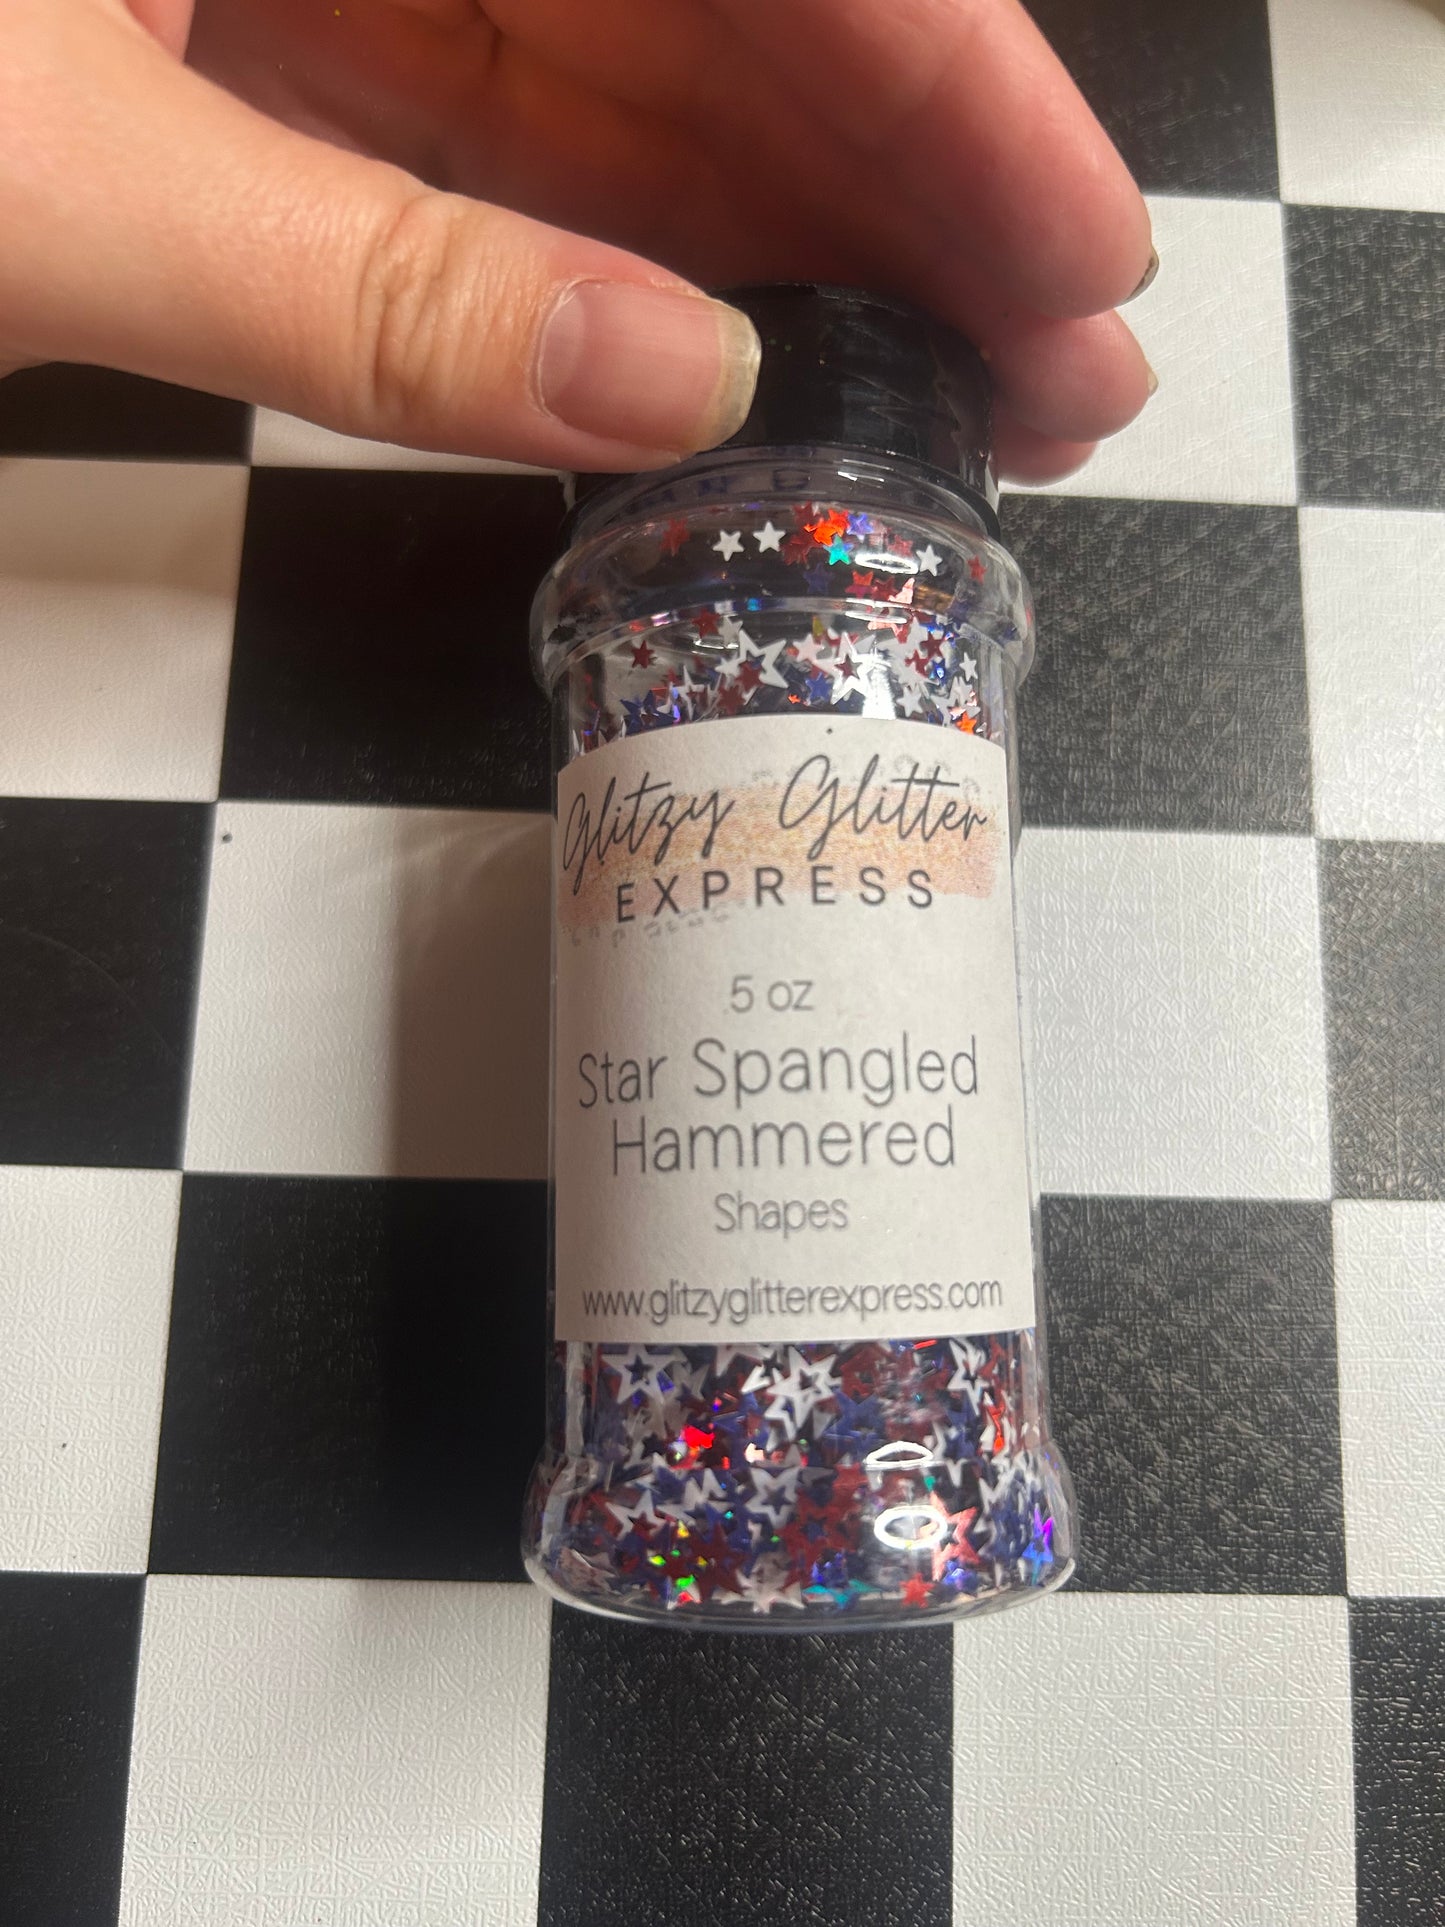 Glitzy Glitter
EXPRESS
.5 oz
Star Spangled
Hammered
Shapes
www.glitzyglitterexpress.com